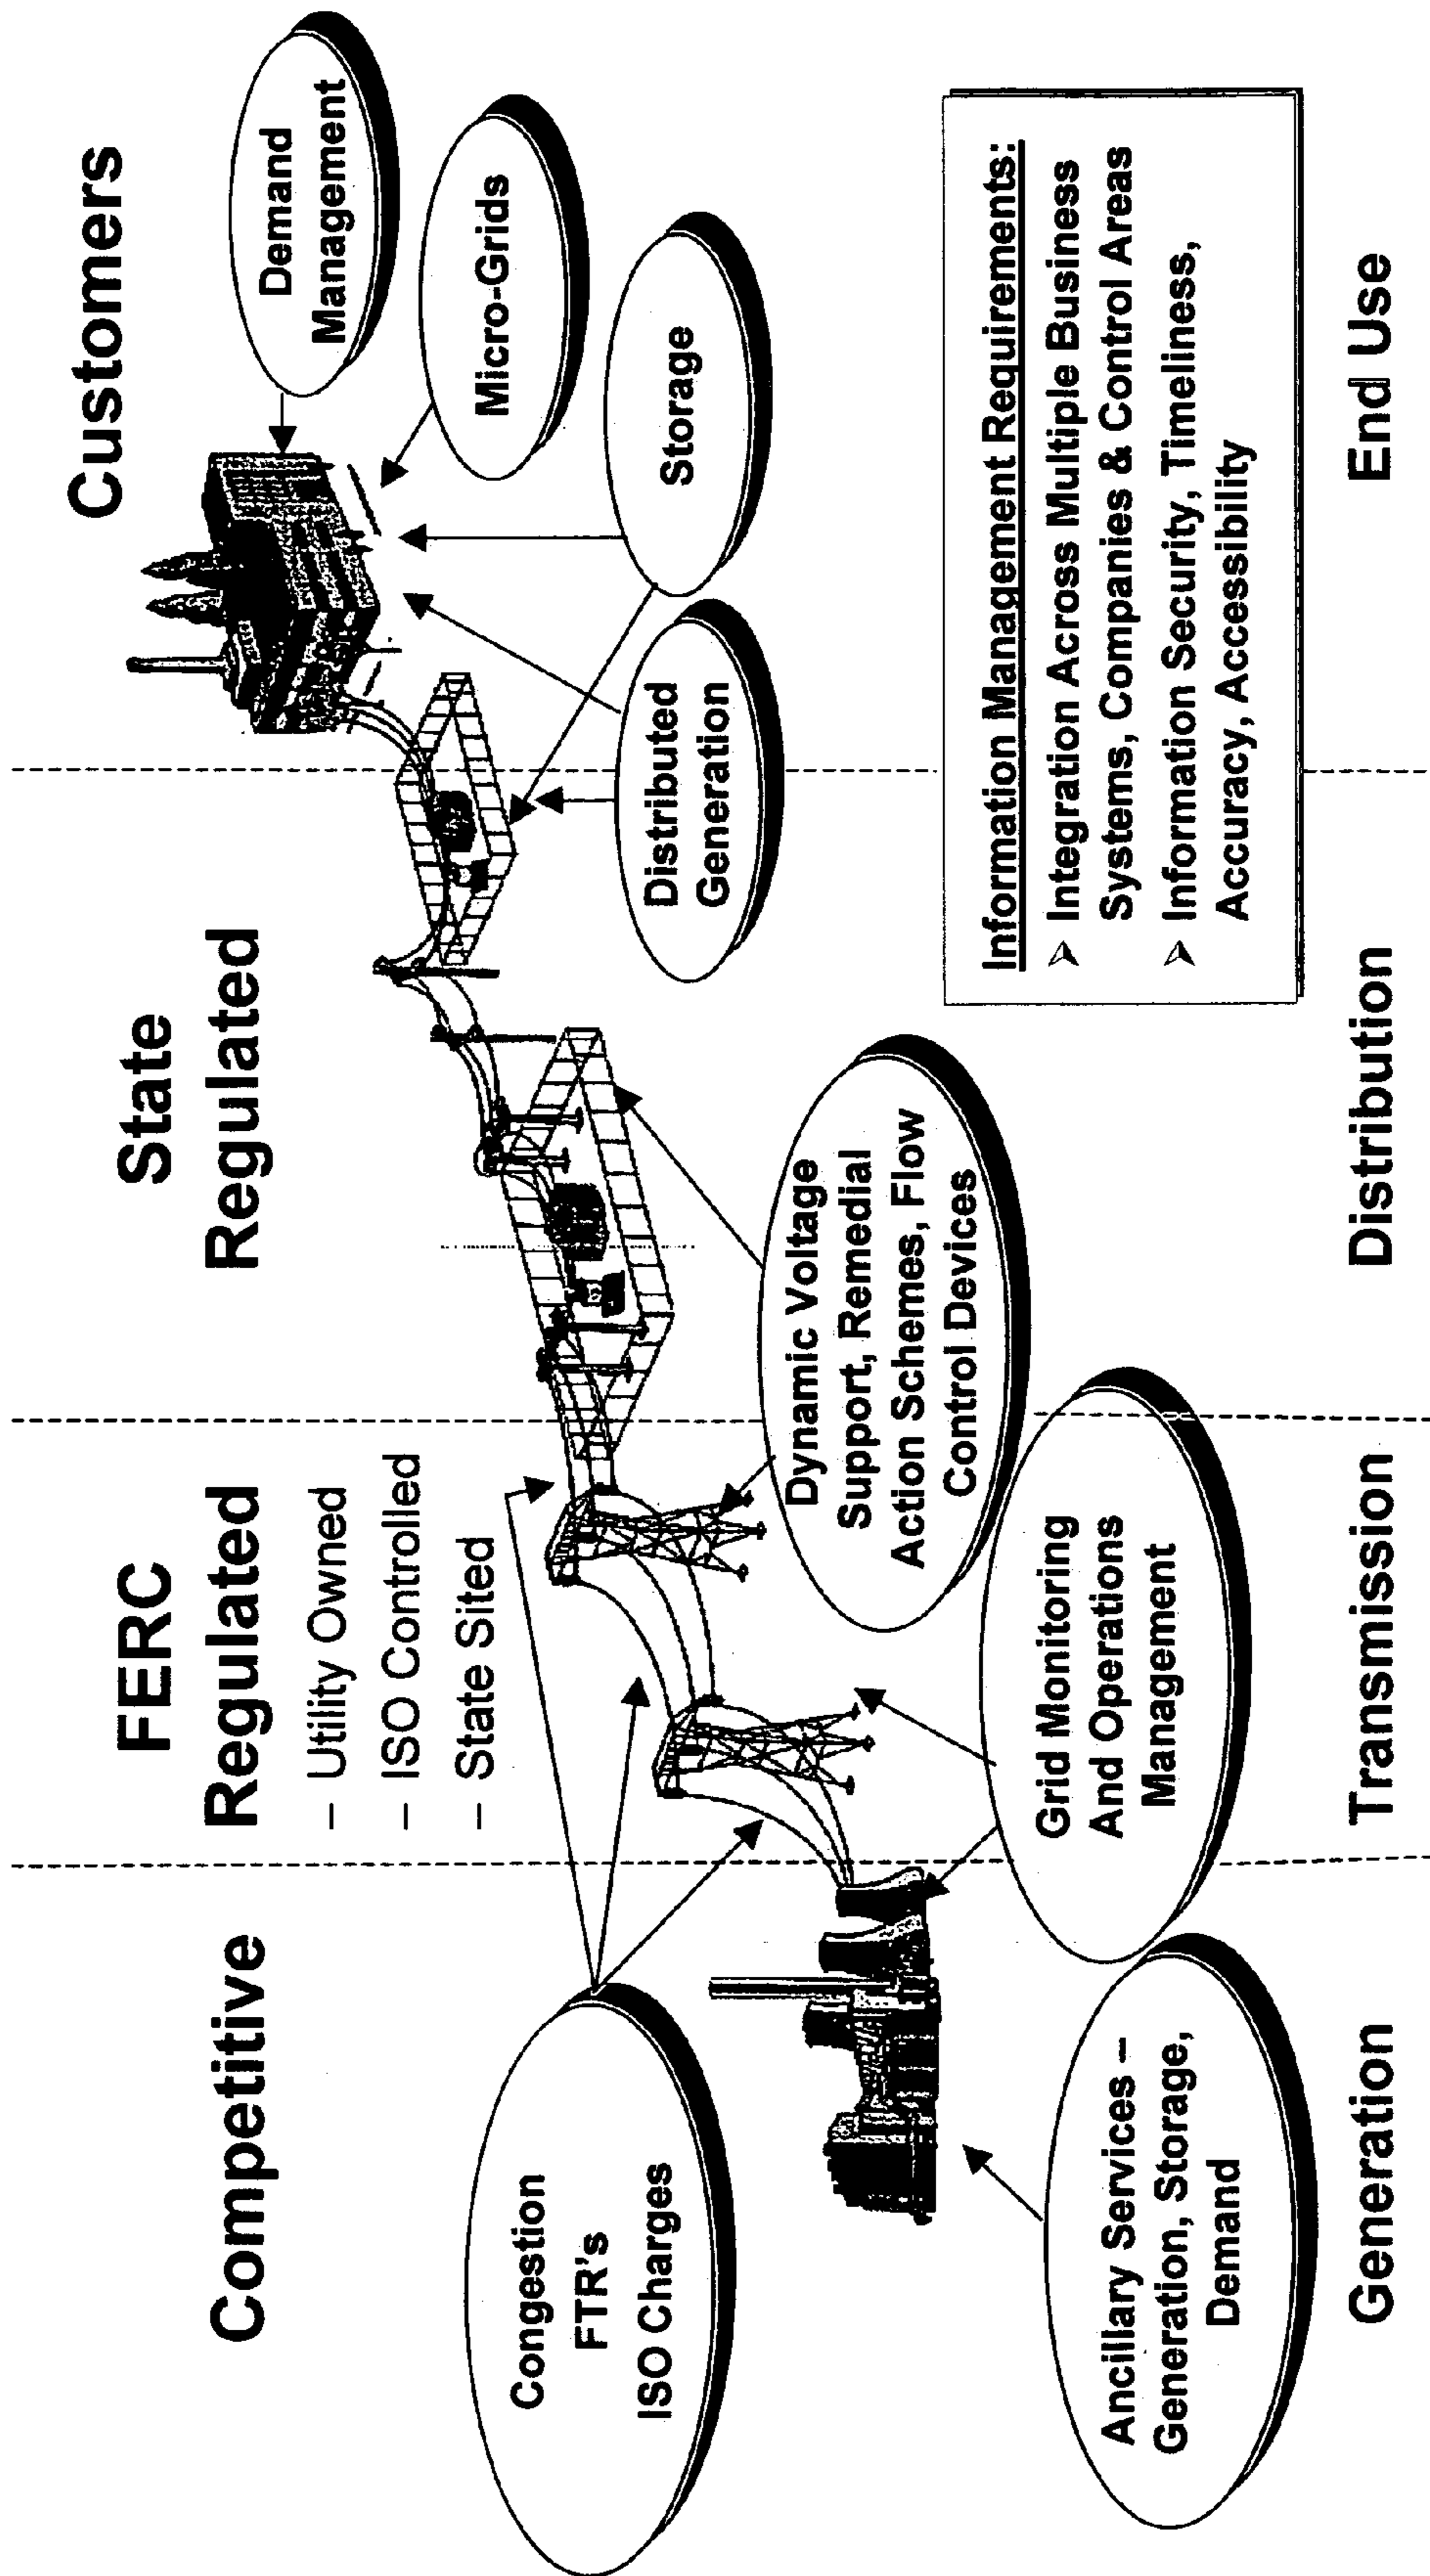 Competitive
FERC
Regulated
– Utility Owned
– ISO Controlled
– State Sited
State
Regulated
Customers
Congestion
FTR's
ISO Charges
Ancillary Services –
Generation, Storage,
Demand
Grid Monitoring
And Operations
Management
Dynamic Voltage
Support, Remedial
Action Schemes, Flow
Control Devices
Distributed
Generation
Storage
Micro-Grids
Demand
Management
Information Management Requirements:
➢ Integration Across Multiple Business
Systems, Companies & Control Areas
➢ Information Security, Timeliness,
Accuracy, Accessibility
Generation
Transmission
Distribution
End Use